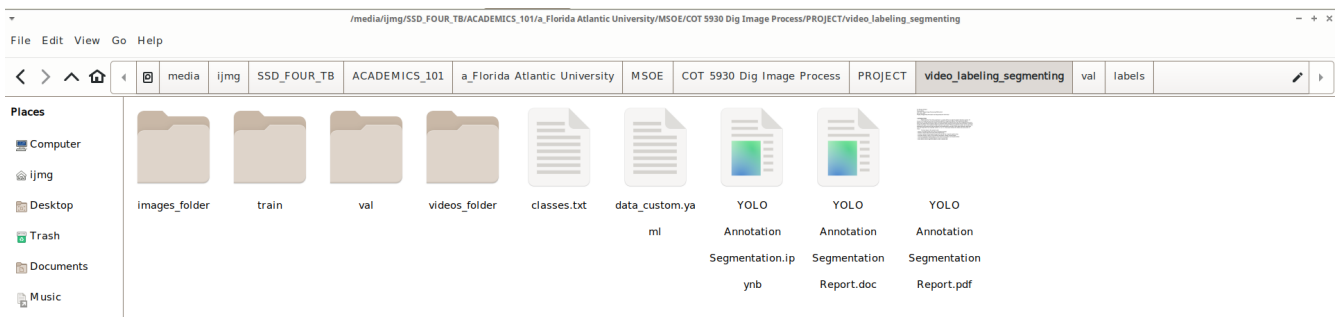 /media/ijmg/SSD_FOUR_TB/ACADEMICS_101/a_Florida Atlantic University/MSOE/COT 5930 Dig Image Process/PROJECT/video_labeling_segmenting
File Edit View Go Help
media ijmg SSD_FOUR_TB ACADEMICS_101 a_Florida Atlantic University MSOE COT 5930 Dig Image Process PROJECT video_labeling_segmenting val labels
Places
Computer
ijmg
Desktop
Trash
Documents
Music
images_folder train val videos_folder classes.txt data_custom.ya YOLO YOLO YOLO
ml Annotation Annotation Annotation
Segmentation.ip Segmentation Segmentation
ynb Report.doc Report.pdf